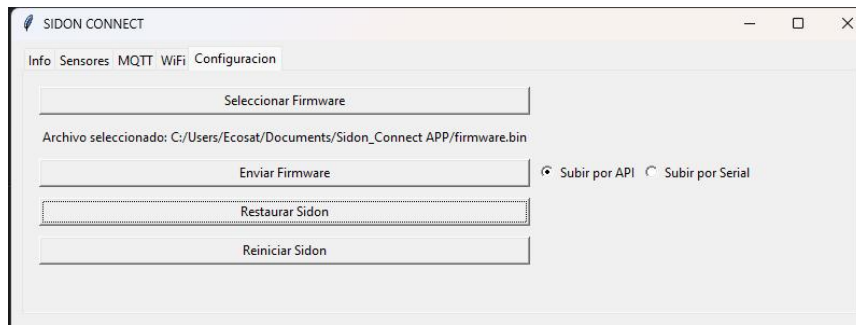 SIDON CONNECT
Info Sensores MQTT WiFi Configuracion
Seleccionar Firmware
Archivo seleccionado: C:/Users/Ecosat/Documents/Sidon_Connect APP/firmware.bin
Enviar Firmware Subir por API Subir por Serial
Restaurar Sidon
Reiniciar Sidon